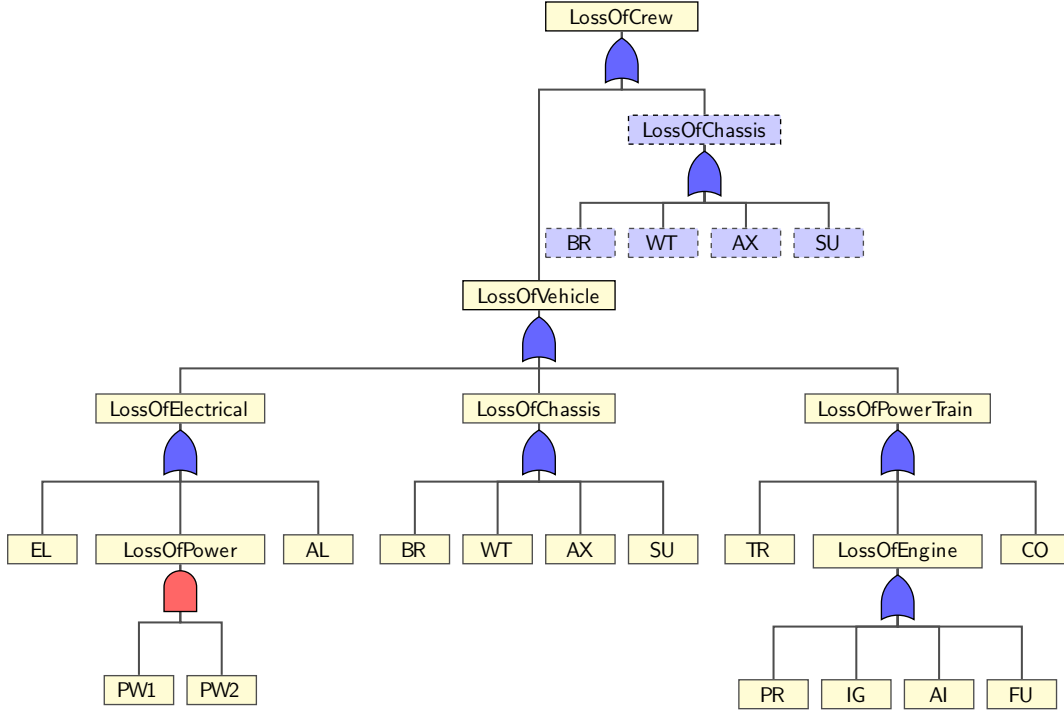 LossOfCrew
LossOfChassis
BR WT AX SU
LossOfVehicle
LossOfElectrical LossOfChassis LossOfPowerTrain
EL LossOfPower AL BR WT AX SU TR LossOfEngine CO
PW1 PW2 PR IG AI FU